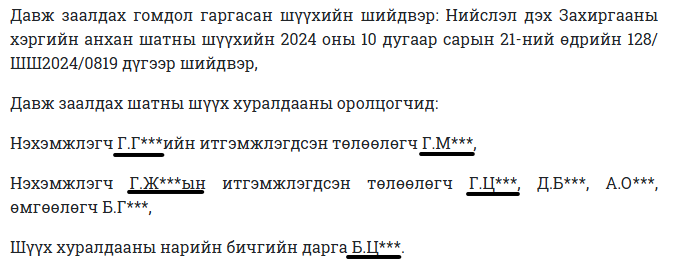 Давж заалдах гомдол гаргасан шүүхийн шийдвэр: Нийслэл дэх Захиргааны
хэргийн анхан шатны шүүхийн 2024 оны 10 дугаар сарын 21-ний өдрийн 128/
ШШ2024/0819 дүгээр шийдвэр,
Давж заалдах шатны шүүх хуралдааны оролцогчид:
Нэхэмжлэгч Г.Г***ийн итгэмжлэгдсэн төлөөлөгч Г.М***,
Нэхэмжлэгч Г.Ж***ын итгэмжлэгдсэн төлөөлөгч Г.Ц***, Д.Б***, А.О***,
өмгөөлөгч Б.Г***,
Шүүх хуралдааны нарийн бичгийн дарга Б.Ц***.